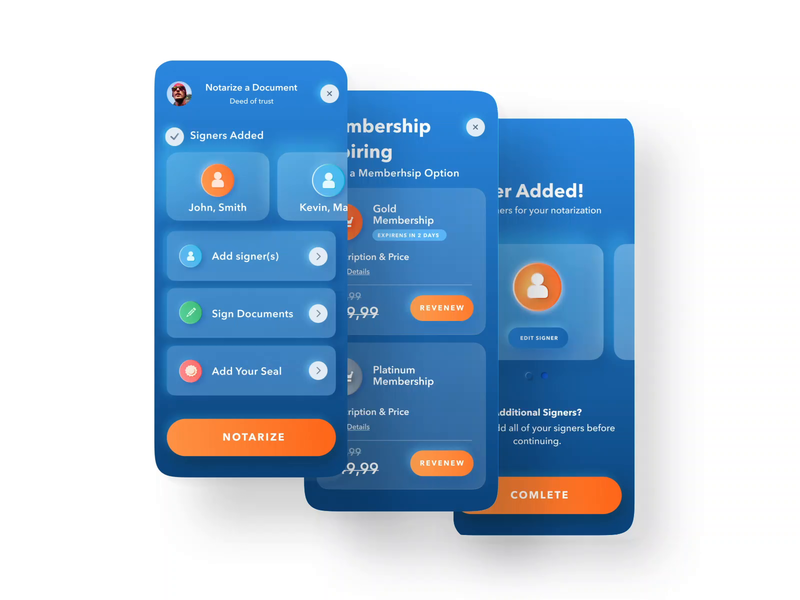 Notarize a Document
Deed of trust
Signers Added
John, Smith
Kevin, Ma
Add signer(s)
Sign Documents
Add Your Seal
NOTARIZE
mbership
iring
a Memberhsip Option
Gold
Membership
EXPIRENS IN 2 DAYS
ription & Price
Details
.99
9,99
REVENEW
Platinum
Membership
ription & Price
Details
.99
9,99
REVENEW
er Added!
ners for your notarization
EDIT SIGNER
dditional Signers?
dd all of your signers before
continuing.
COMLETE